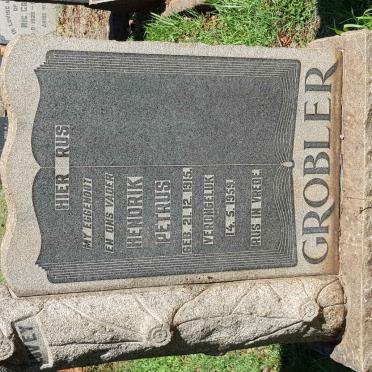 HIER RUS
MY EGGENOOT
EN ONS VADER
HENDRIK
PETRUS
GEB. 21.12.1915.
VERONGELUK
14.5.1959.
RUS IN VREDE
GROBLER